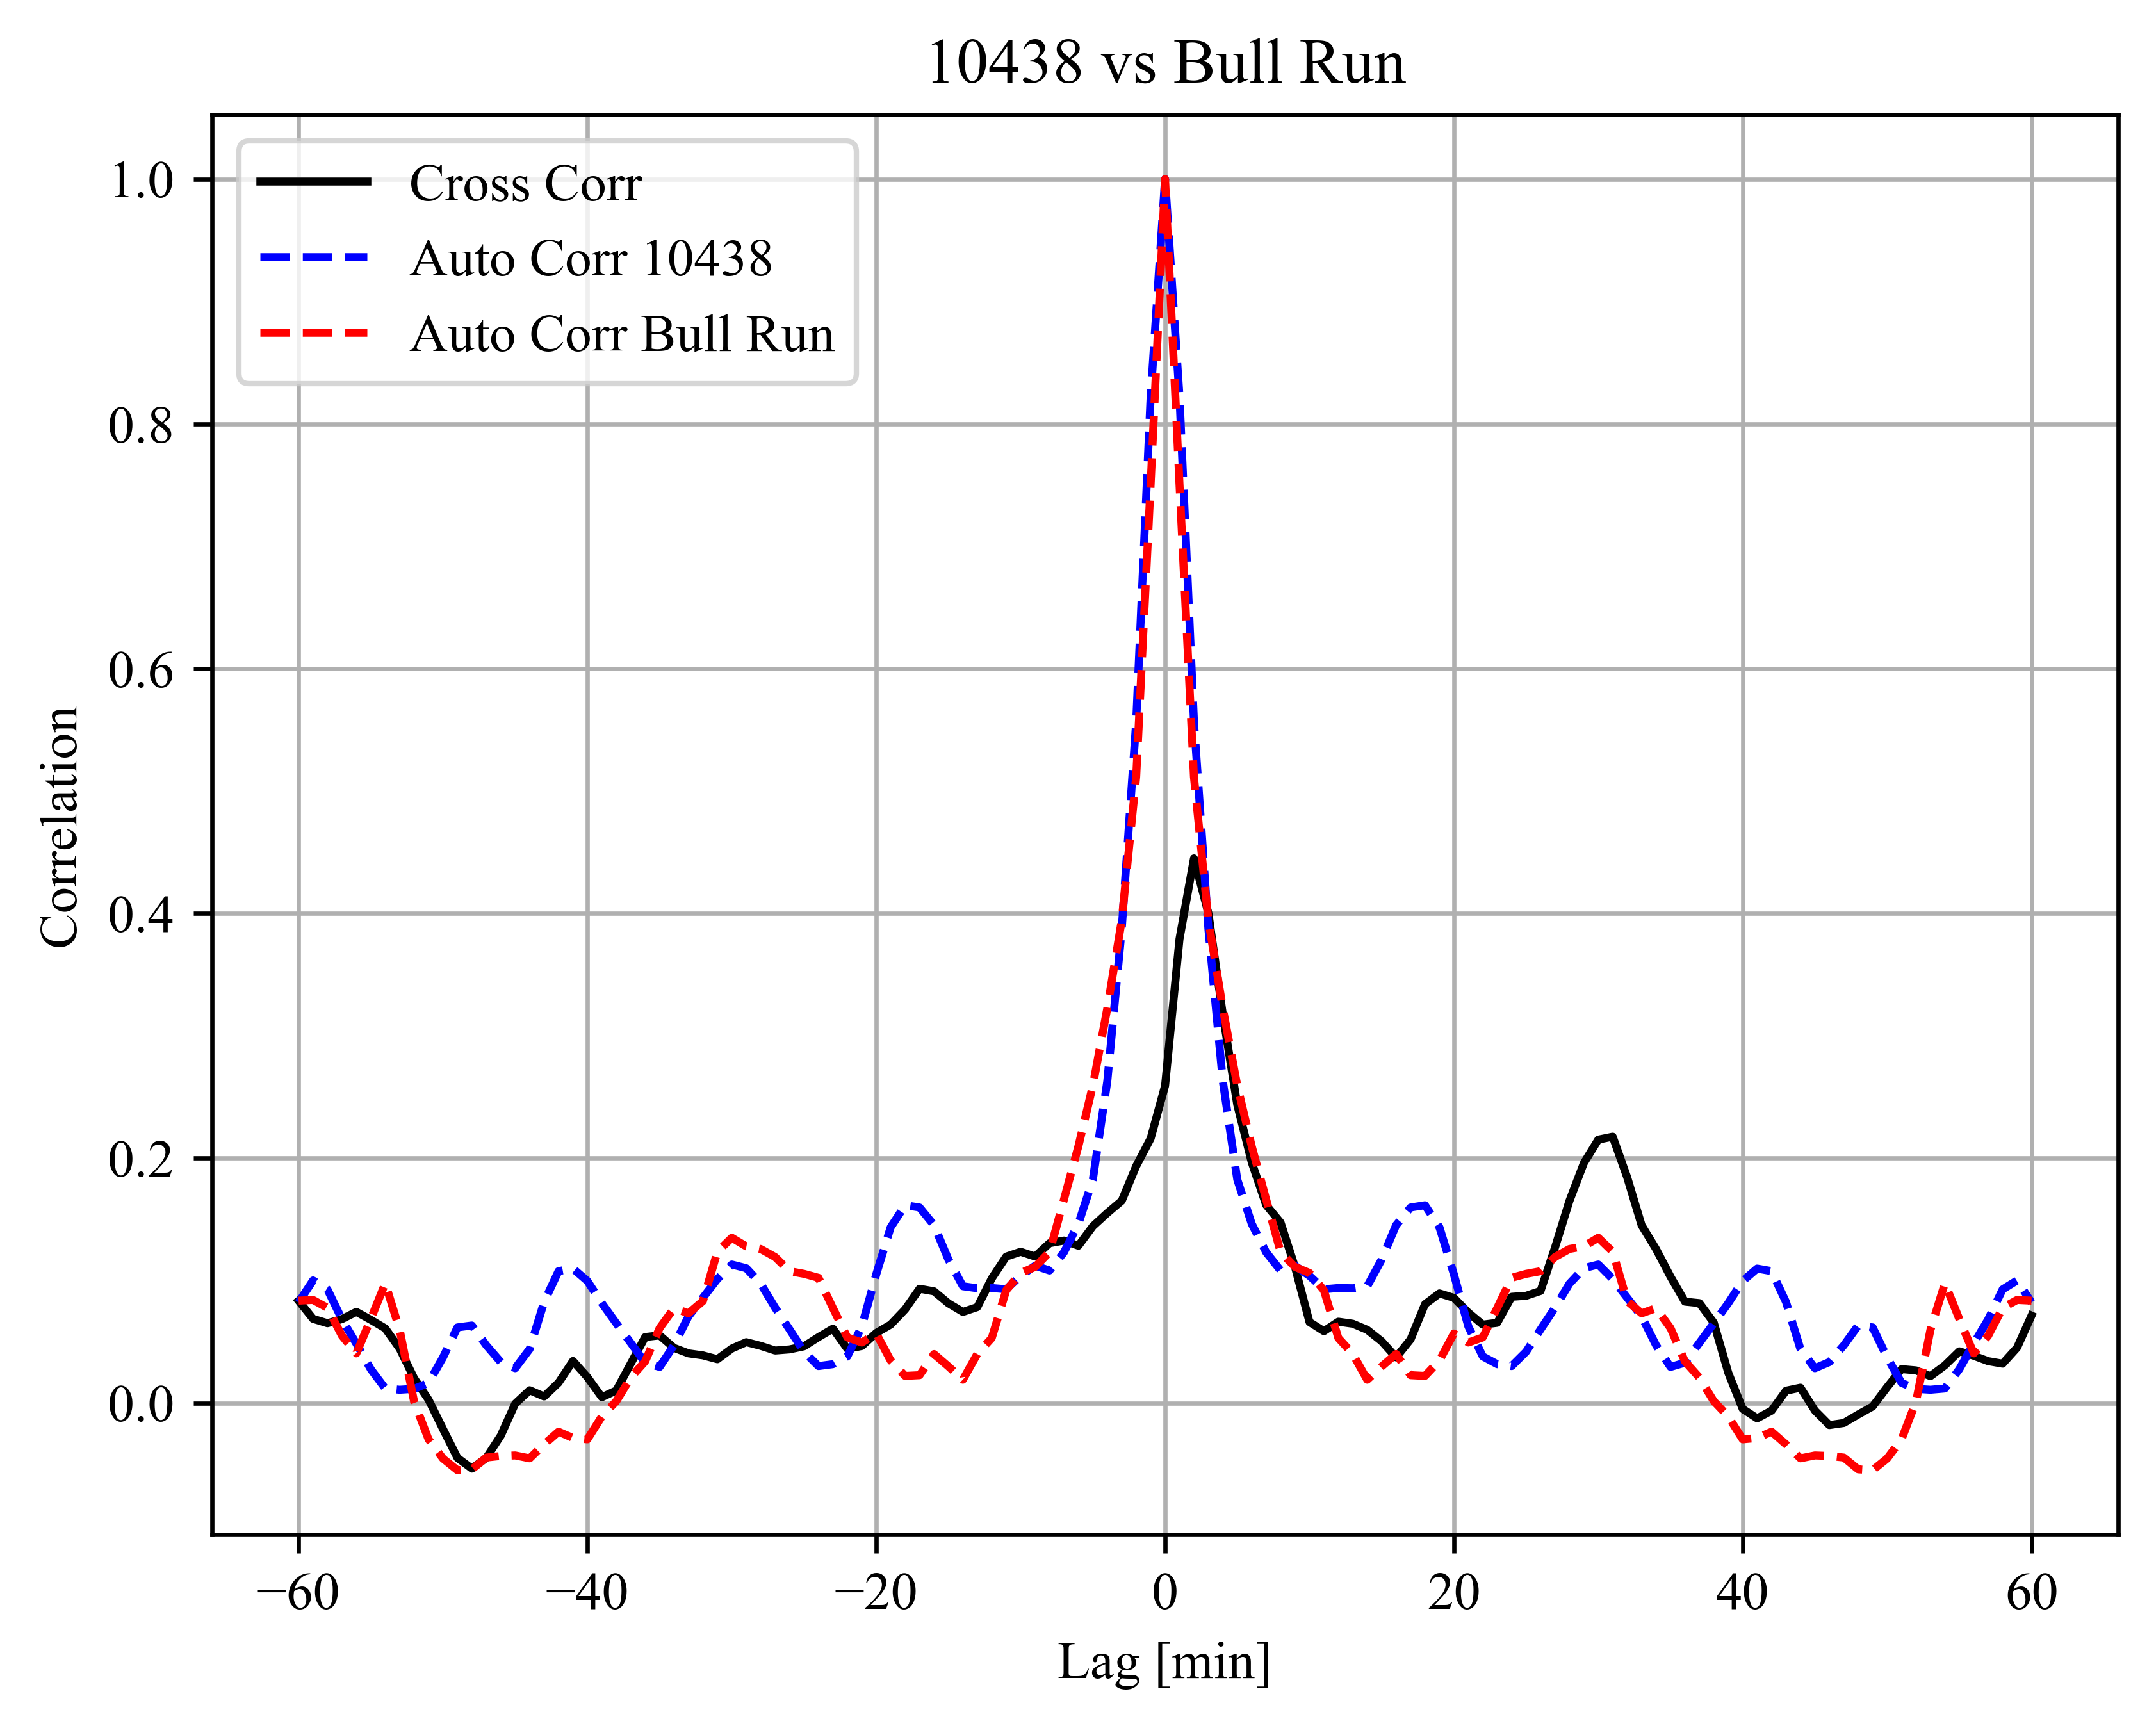 10438 vs Bull Run
Cross Corr
Auto Corr 10438
Auto Corr Bull Run
1.0
0.8
0.6
0.4
0.2
0.0
Correlation
−60 −40 −20 0 20 40 60
Lag [min]